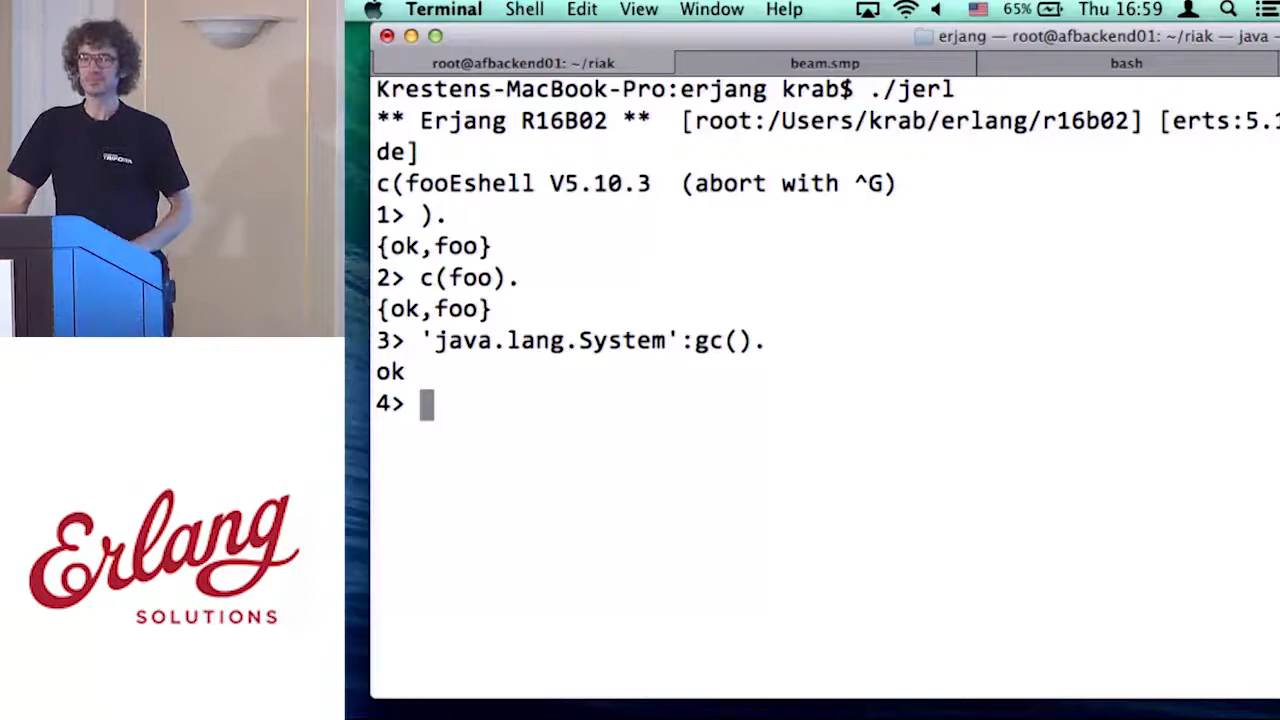 Terminal Shell Edit View Window Help 65% Thu 16:59
erjang — root@afbackend01: ~/riak — java -
root@afbackend01: ~/riak beam.smp bash
Krestens-MacBook-Pro:erjang krab$ ./jerl
** Erjang R16B02 ** [root:/Users/krab/erlang/r16b02] [erts:5.1
de]
c(fooEshell V5.10.3 (abort with ^G)
1> ).
{ok,foo}
2> c(foo).
{ok,foo}
3> 'java.lang.System':gc().
ok
4>
TRIFORK
Erlang
SOLUTIONS